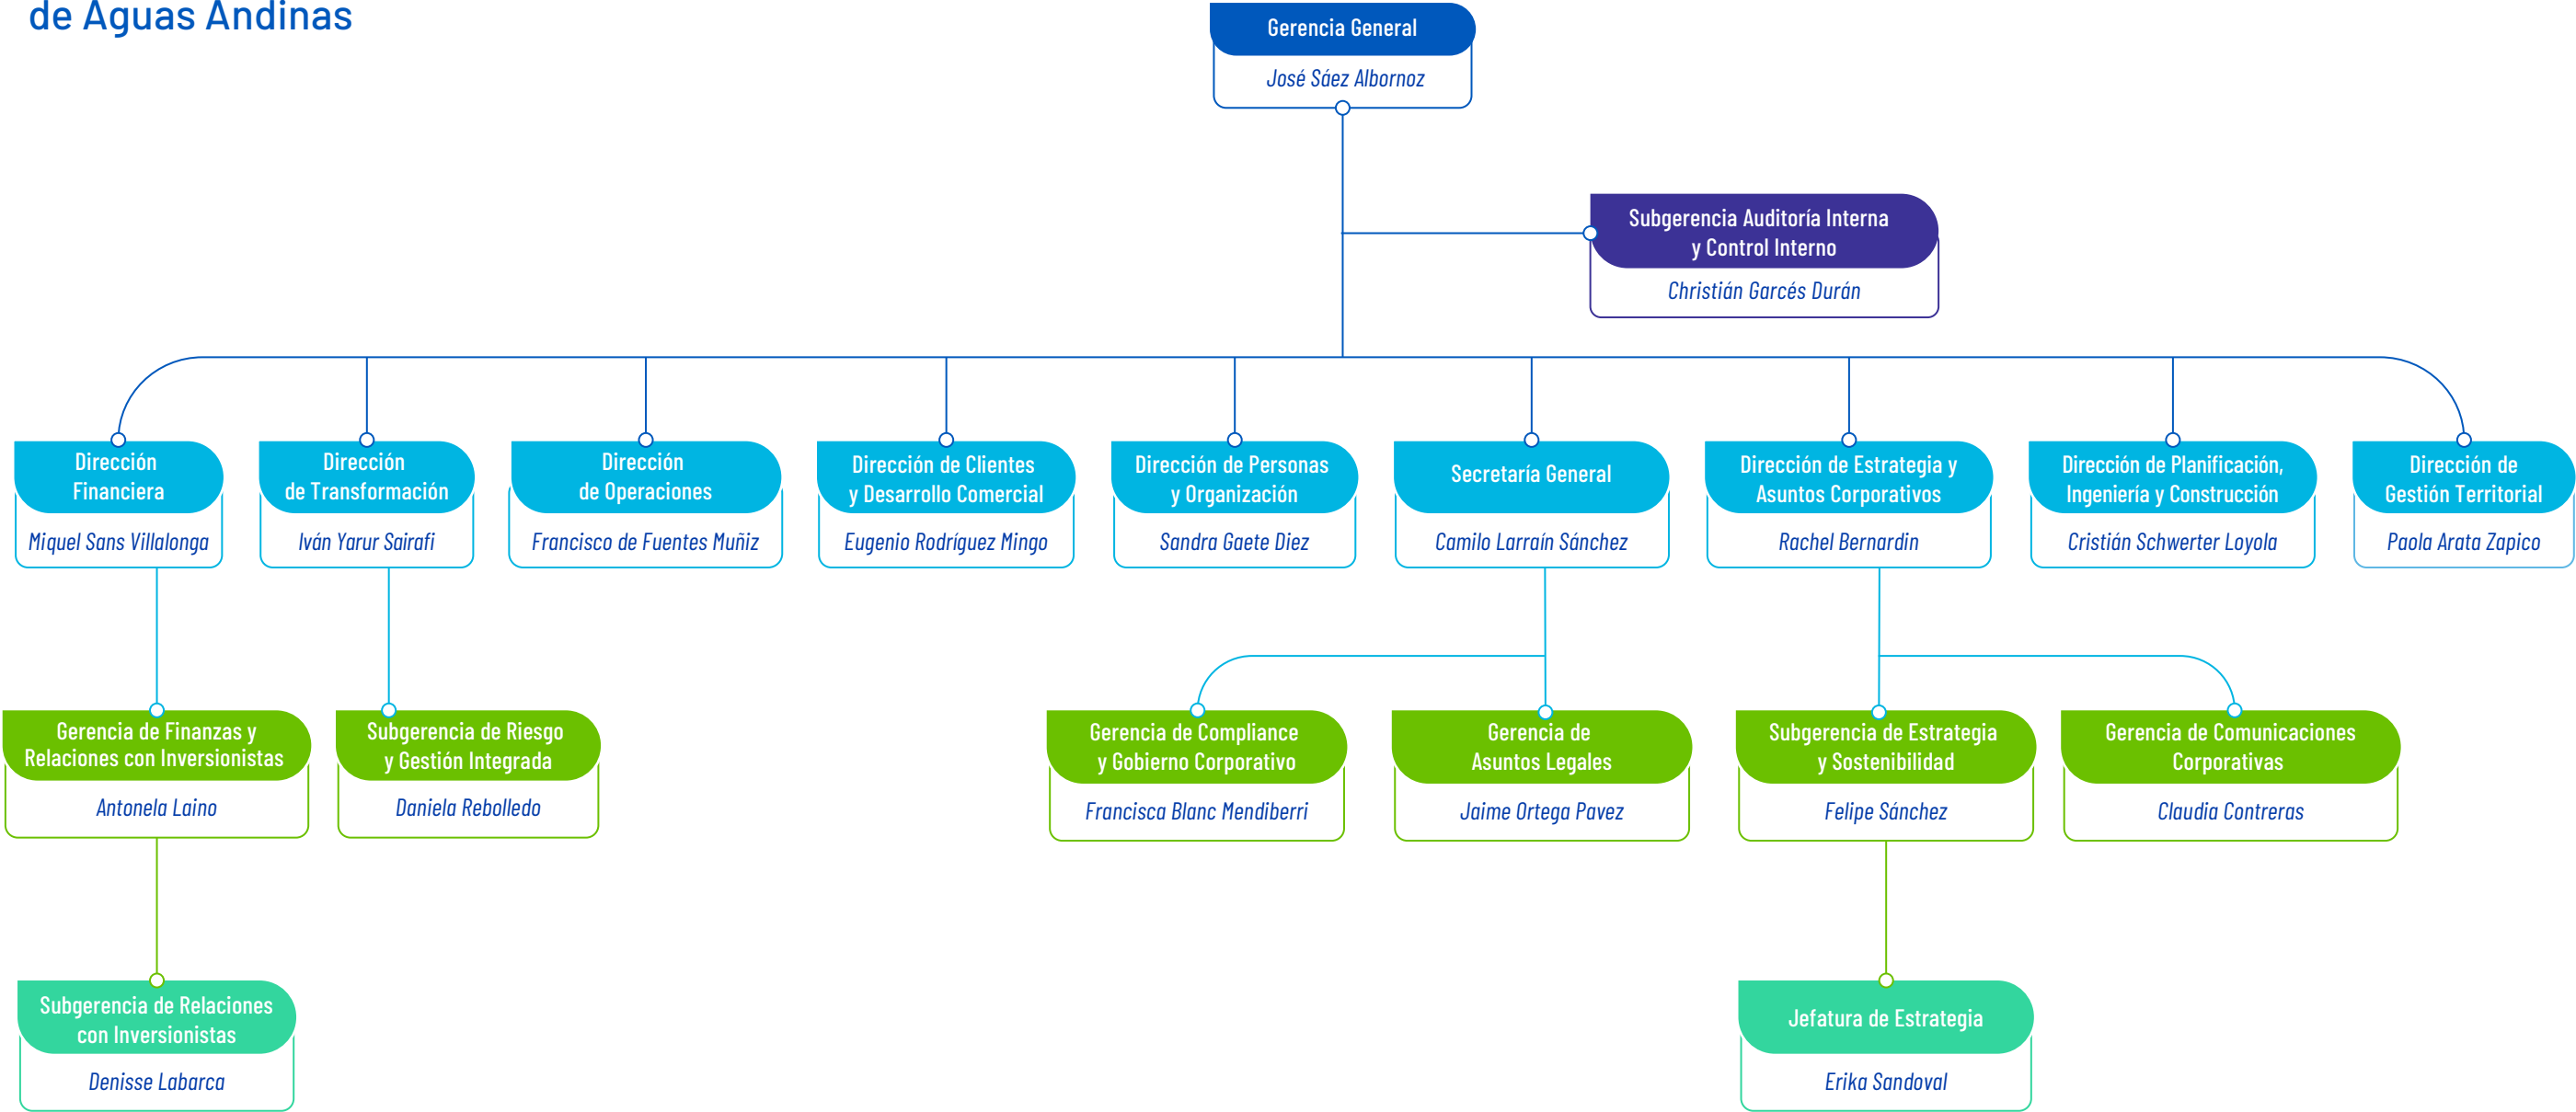 de Aguas Andinas
Gerencia General
José Sáez Albornoz
Subgerencia Auditoría Interna
y Control Interno
Christián Garcés Durán
Dirección
Financiera
Miquel Sans Villalonga
Dirección
de Transformación
Iván Yarur Sairafi
Dirección
de Operaciones
Francisco de Fuentes Muñiz
Dirección de Clientes
y Desarrollo Comercial
Eugenio Rodríguez Mingo
Dirección de Personas
y Organización
Sandra Gaete Diez
Secretaría General
Camilo Larraín Sánchez
Dirección de Estrategia y
Asuntos Corporativos
Rachel Bernardin
Dirección de Planificación,
Ingeniería y Construcción
Cristián Schwerter Loyola
Dirección de
Gestión Territorial
Paola Arata Zapico
Gerencia de Finanzas y
Relaciones con Inversionistas
Antonela Laino
Subgerencia de Riesgo
y Gestión Integrada
Daniela Rebolledo
Gerencia de Compliance
y Gobierno Corporativo
Francisca Blanc Mendiberri
Gerencia de
Asuntos Legales
Jaime Ortega Pavez
Subgerencia de Estrategia
y Sostenibilidad
Felipe Sánchez
Gerencia de Comunicaciones
Corporativas
Claudia Contreras
Subgerencia de Relaciones
con Inversionistas
Denisse Labarca
Jefatura de Estrategia
Erika Sandoval